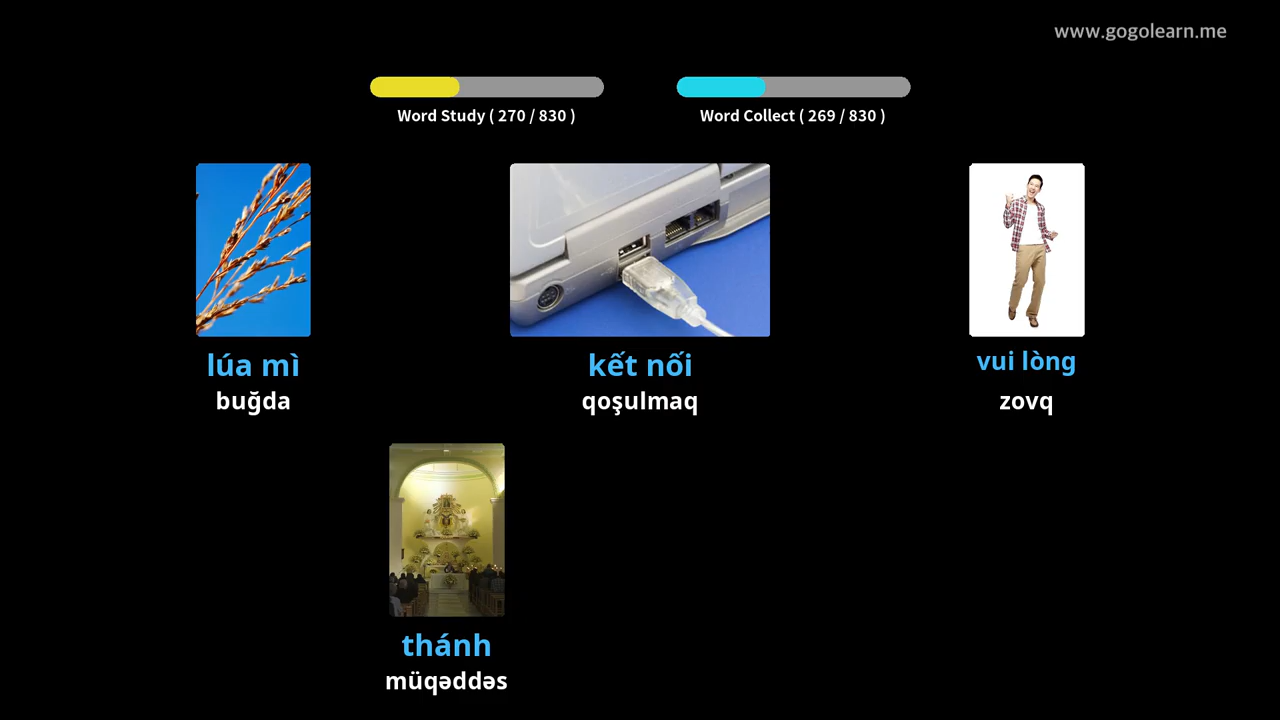 www.gogolearn.me
Word Study ( 270 / 830 )
Word Collect ( 269 / 830 )
lúa mì
buğda
kết nối
qoşulmaq
vui lòng
zovq
thánh
müqəddəs